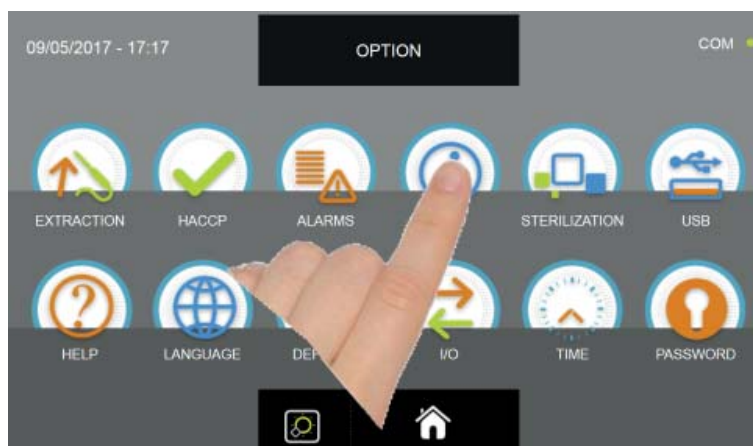 09/05/2017 - 17:17
OPTION
COM
EXTRACTION
HACCP
ALARMS
STERILIZATION
USB
HELP
LANGUAGE
I/O
TIME
PASSWORD